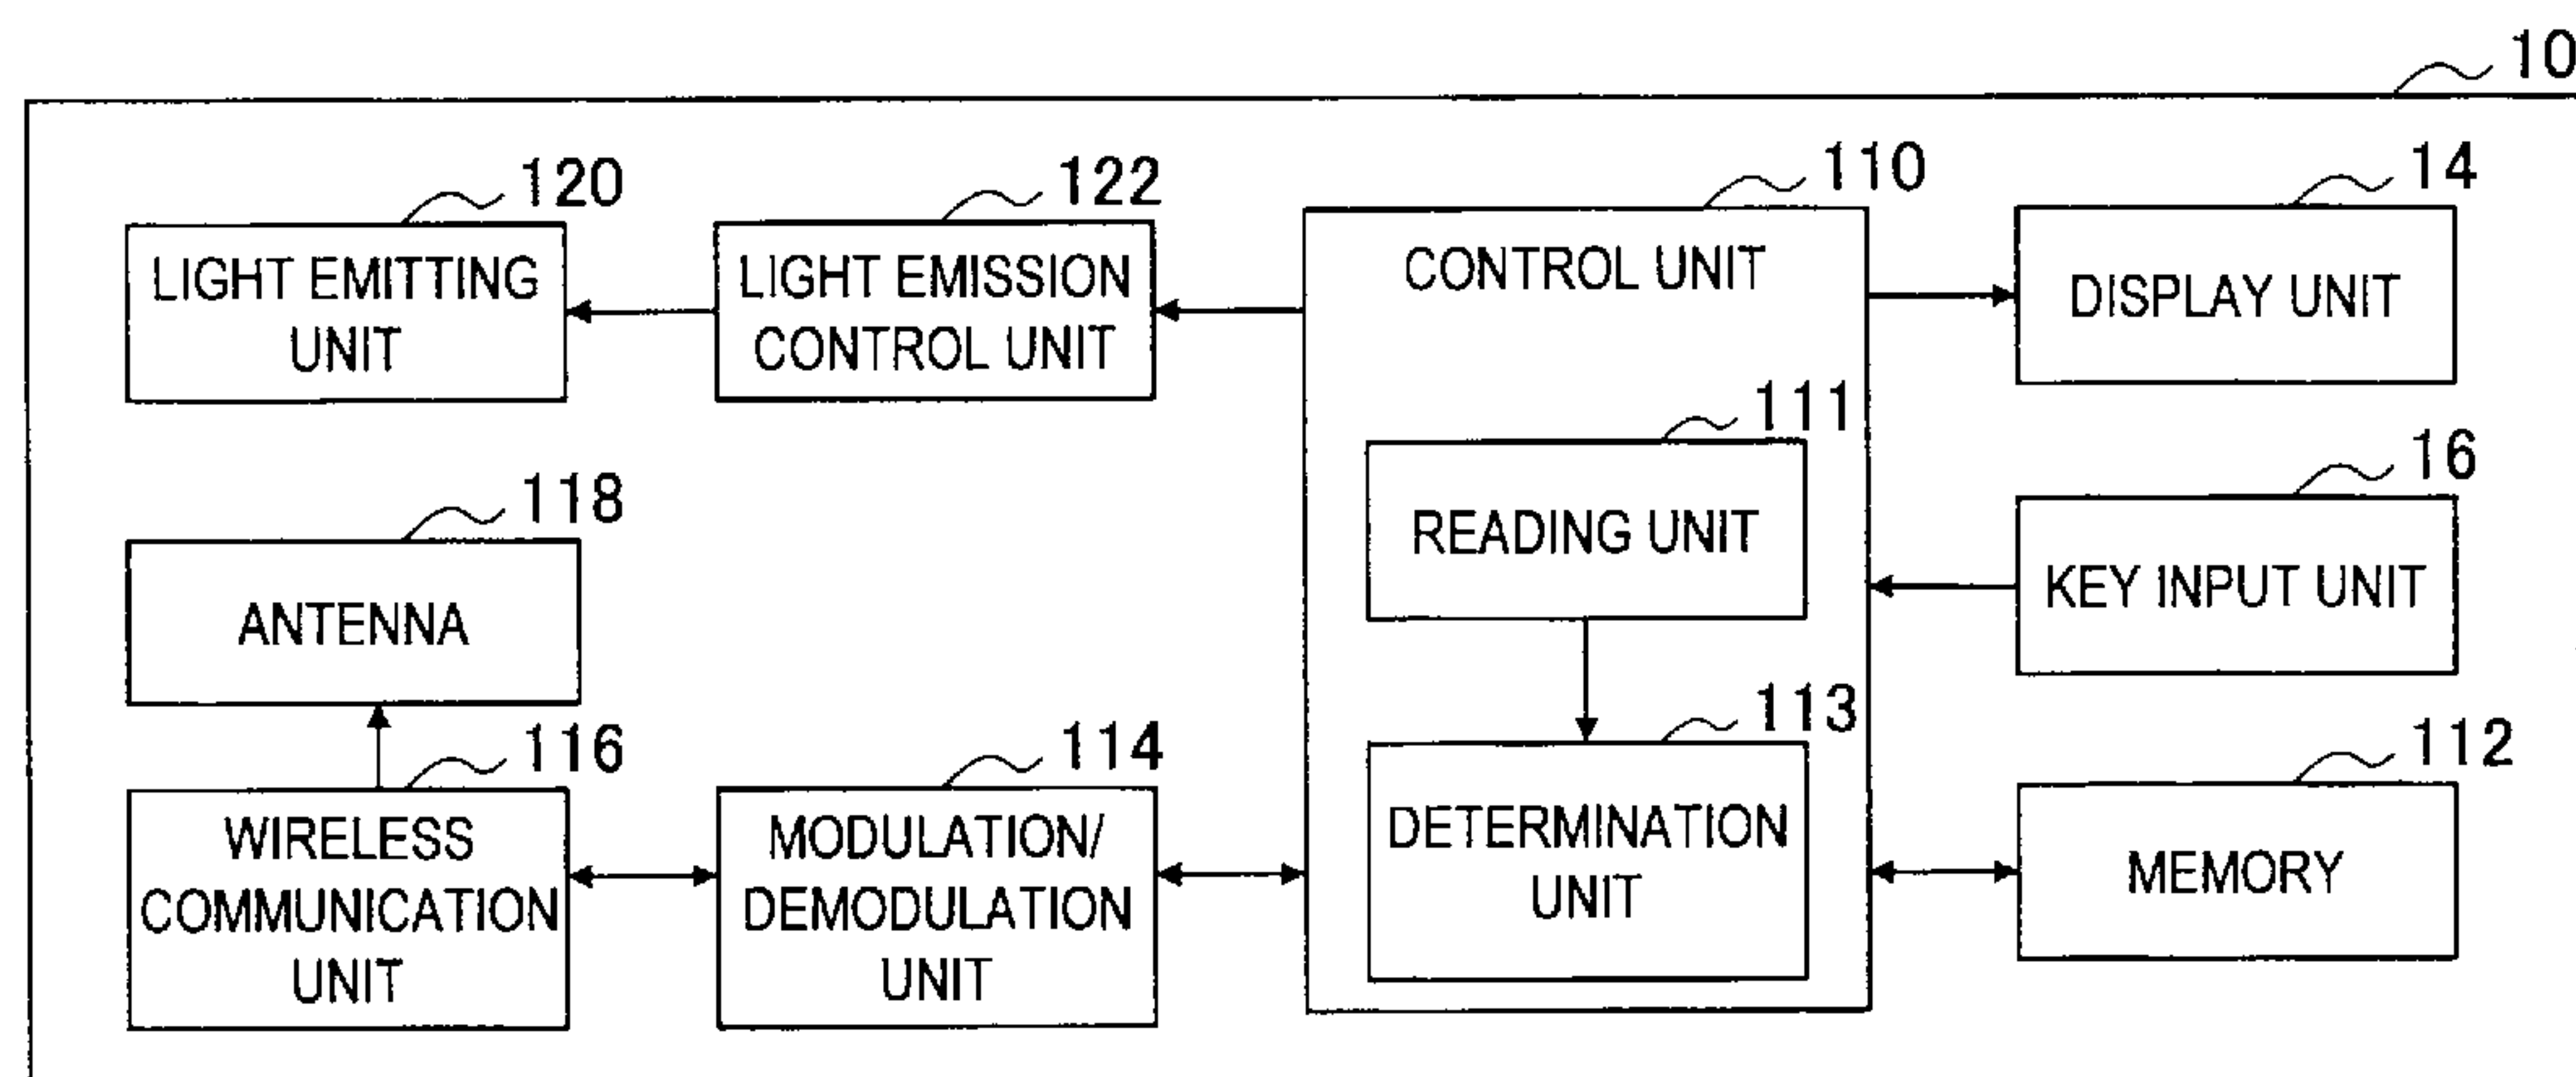 10
120
LIGHT EMITTING
UNIT
122
LIGHT EMISSION
CONTROL UNIT
110
CONTROL UNIT
14
DISPLAY UNIT
111
READING UNIT
16
KEY INPUT UNIT
118
ANTENNA
113
DETERMINATION
UNIT
112
MEMORY
116
WIRELESS
COMMUNICATION
UNIT
114
MODULATION/
DEMODULATION
UNIT